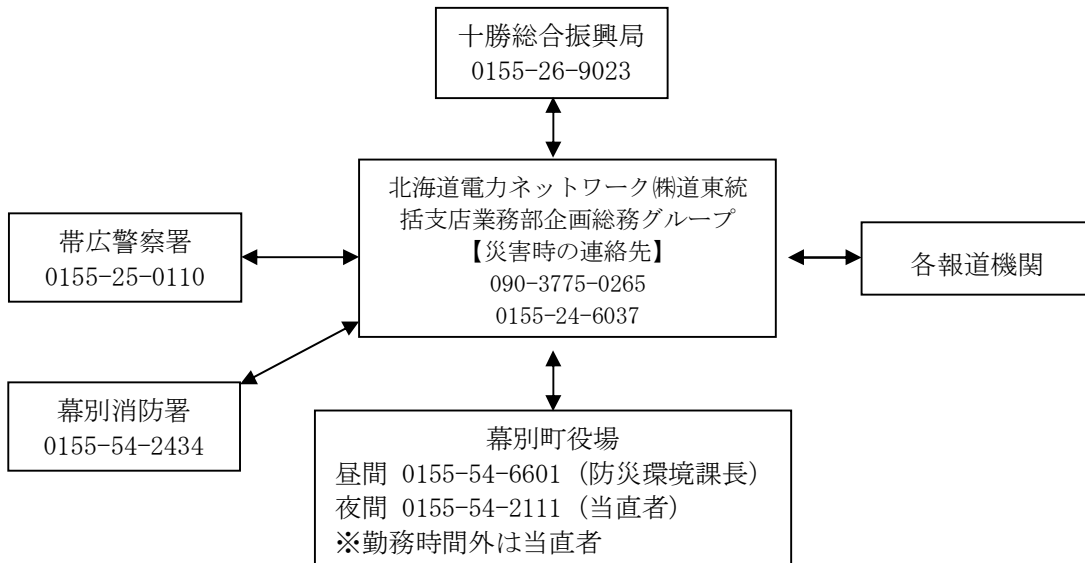 十勝総合振興局
0155-26-9023
北海道電力ネットワーク㈱道東統
括支店業務部企画総務グループ
【災害時の連絡先】
090-3775-0265
0155-24-6037
帯広警察署
0155-25-0110
各報道機関
幕別消防署
0155-54-2434
幕別町役場
昼間 0155-54-6601（防災環境課長）
夜間 0155-54-2111（当直者）
※勤務時間外は当直者